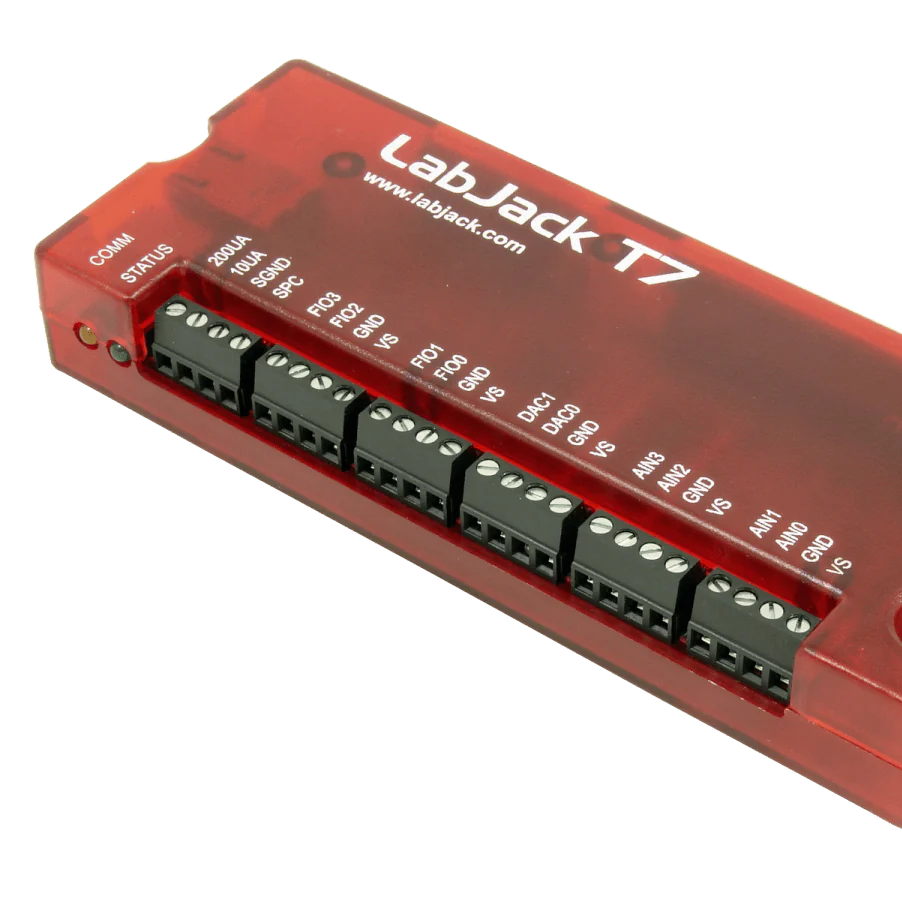 LabJack T7
www.labjack.com
COMM
STATUS
200UA
10UA
SGND
SPC
FIO3
FIO2
GND
VS
FIO1
FIO0
GND
VS
DAC1
DAC0
GND
VS
AIN3
AIN2
GND
VS
AIN1
AIN0
GND
VS